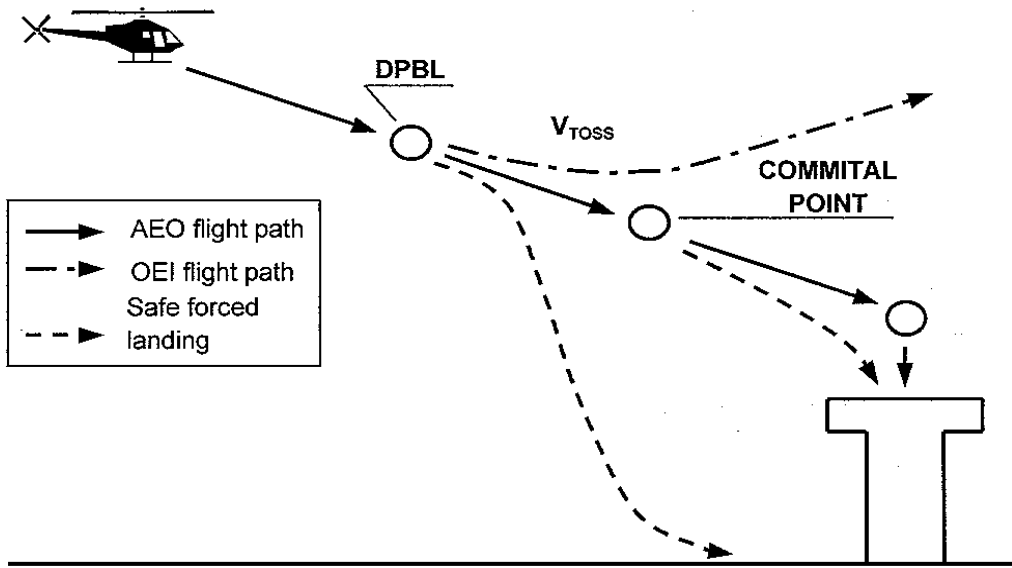 DPBL
VTOSS
COMMITAL
POINT
AEO flight path
OEI flight path
Safe forced
landing